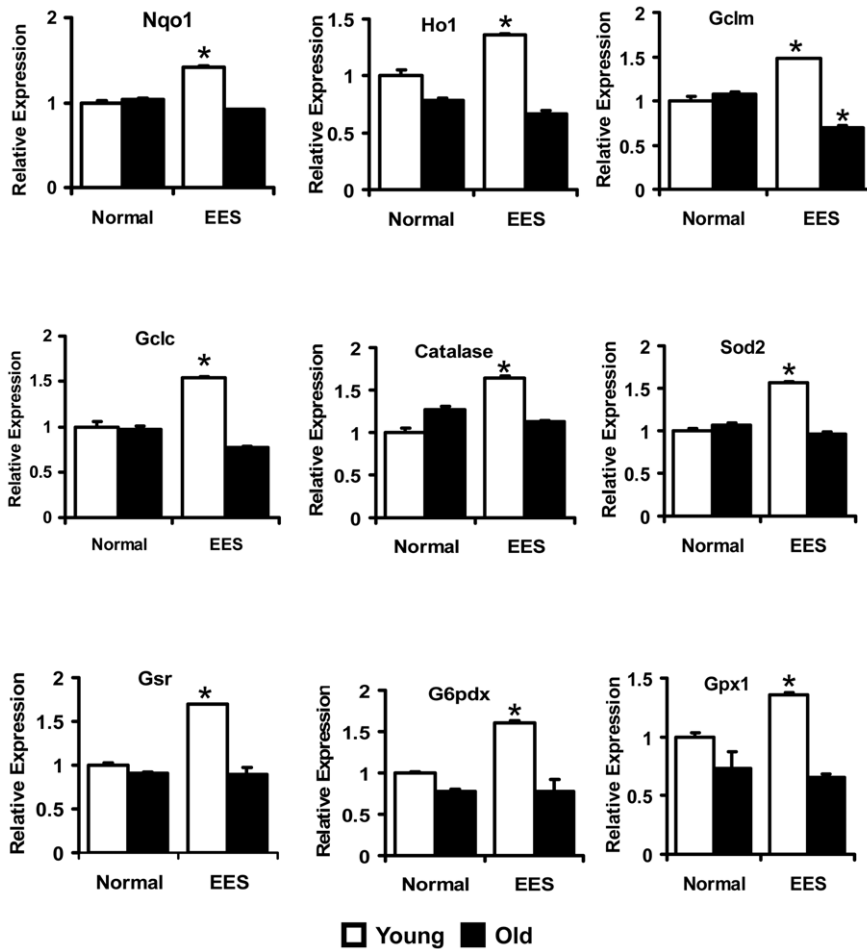 Nqo1
Relative Expression
2
1
0
*
Normal EES
Ho1
Relative Expression
1.5
1
0.5
0
*
Normal EES
Gclm
Relative Expression
2
1.5
1
0.5
0
*
*
Normal EES
Gclc
Relative Expression
2
1.5
1
0.5
0
*
Normal EES
Catalase
Relative Expression
2
1.5
1
0.5
0
*
Normal EES
Sod2
Relative Expression
2
1.5
1
0.5
0
*
Normal EES
Gsr
Relative Expression
2
1.5
1
0.5
0
*
Normal EES
G6pdx
Relative Expression
2
1.5
1
0.5
0
*
Normal EES
Gpx1
Relative Expression
1.5
1
0.5
0
*
Normal EES
Young Old